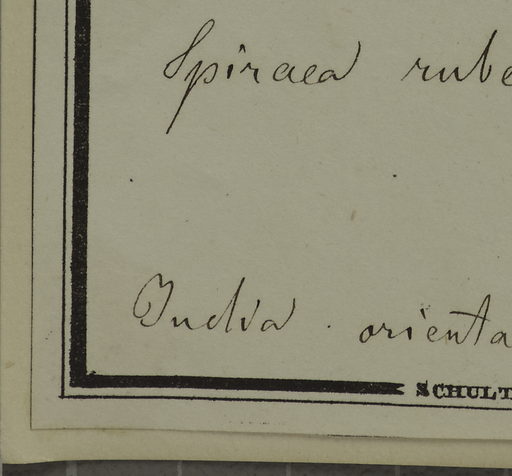 Spiraea rube
India orienta
SCHULT